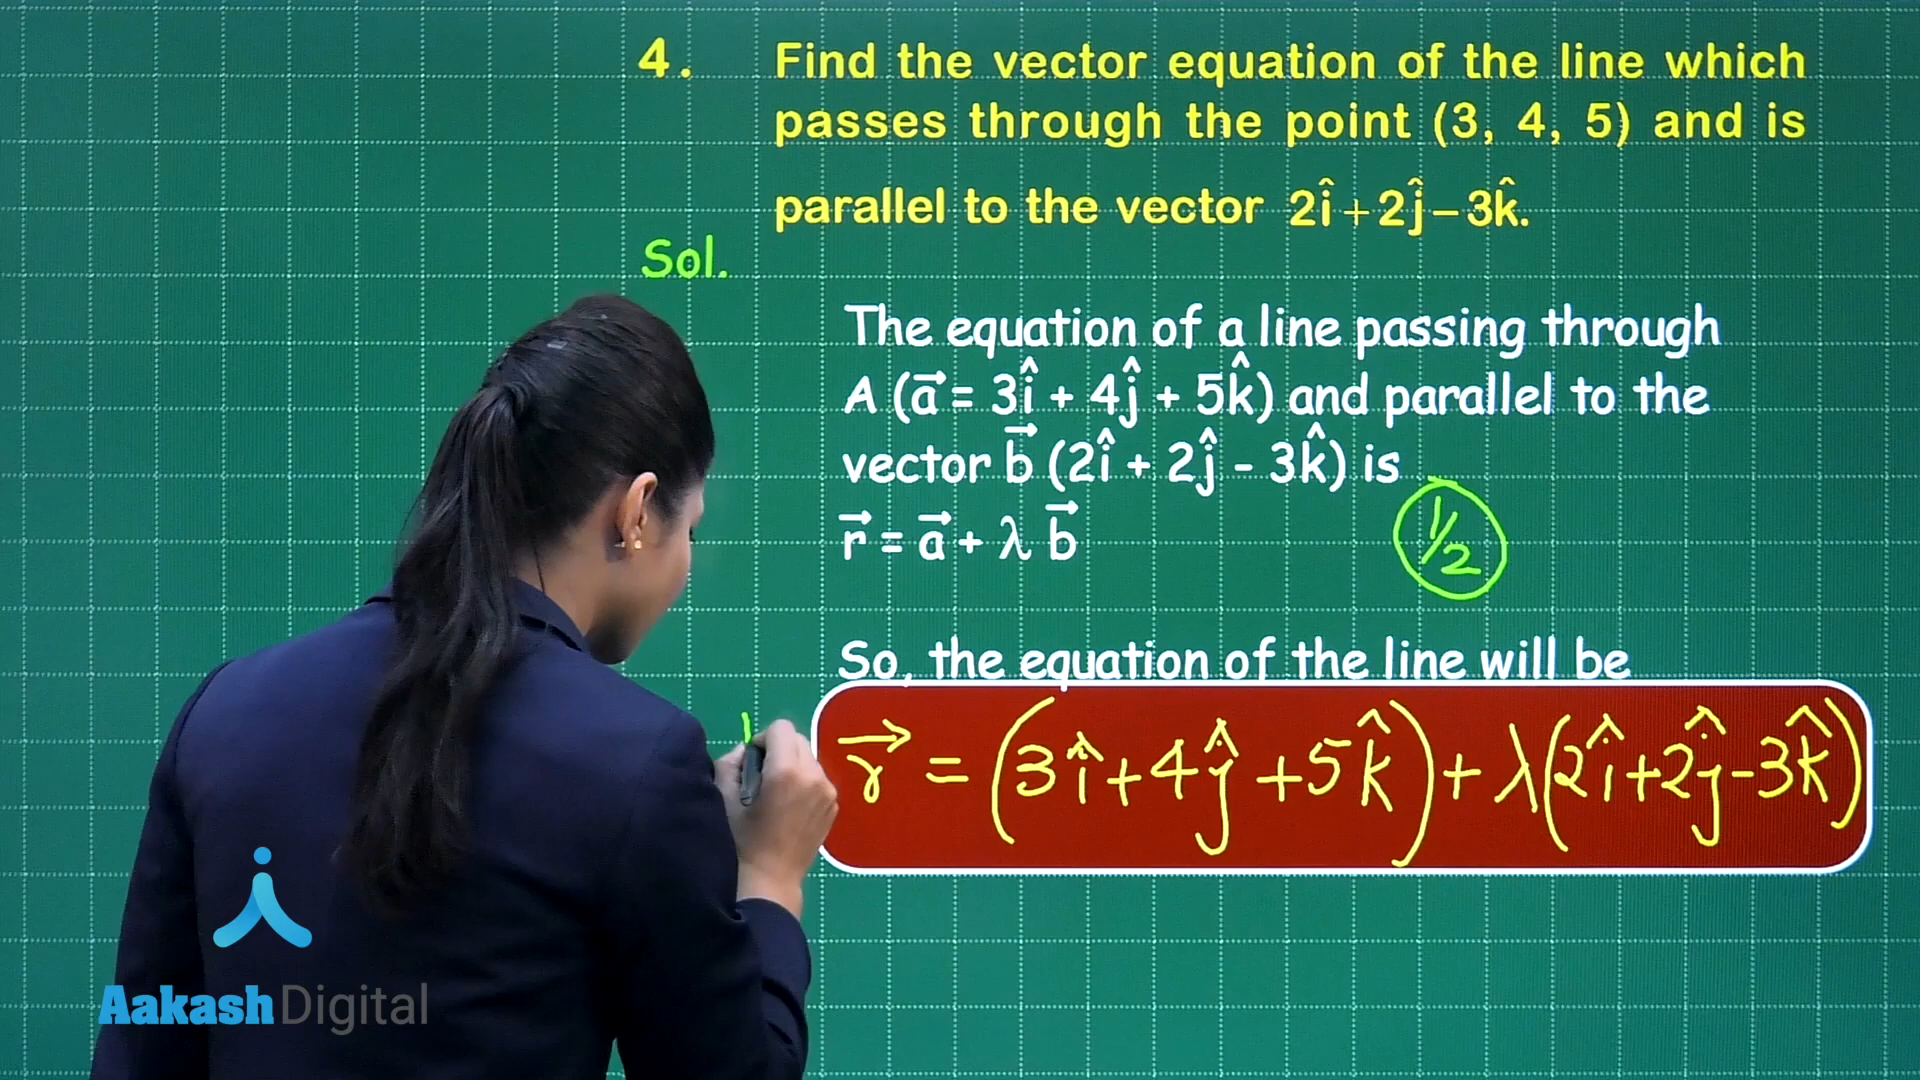 4. Find the vector equation of the line which
passes through the point (3, 4, 5) and is
parallel to the vector 2î + 2ĵ – 3k̂.
Sol.
The equation of a line passing through
A (a⃗ = 3î + 4ĵ + 5k̂) and parallel to the
vector b⃗ (2î + 2ĵ - 3k̂) is
r⃗ = a⃗ + λ b⃗
1/2
So, the equation of the line will be
r⃗ = (3î + 4ĵ + 5k̂) + λ(2î + 2ĵ - 3k̂)
Aakash Digital